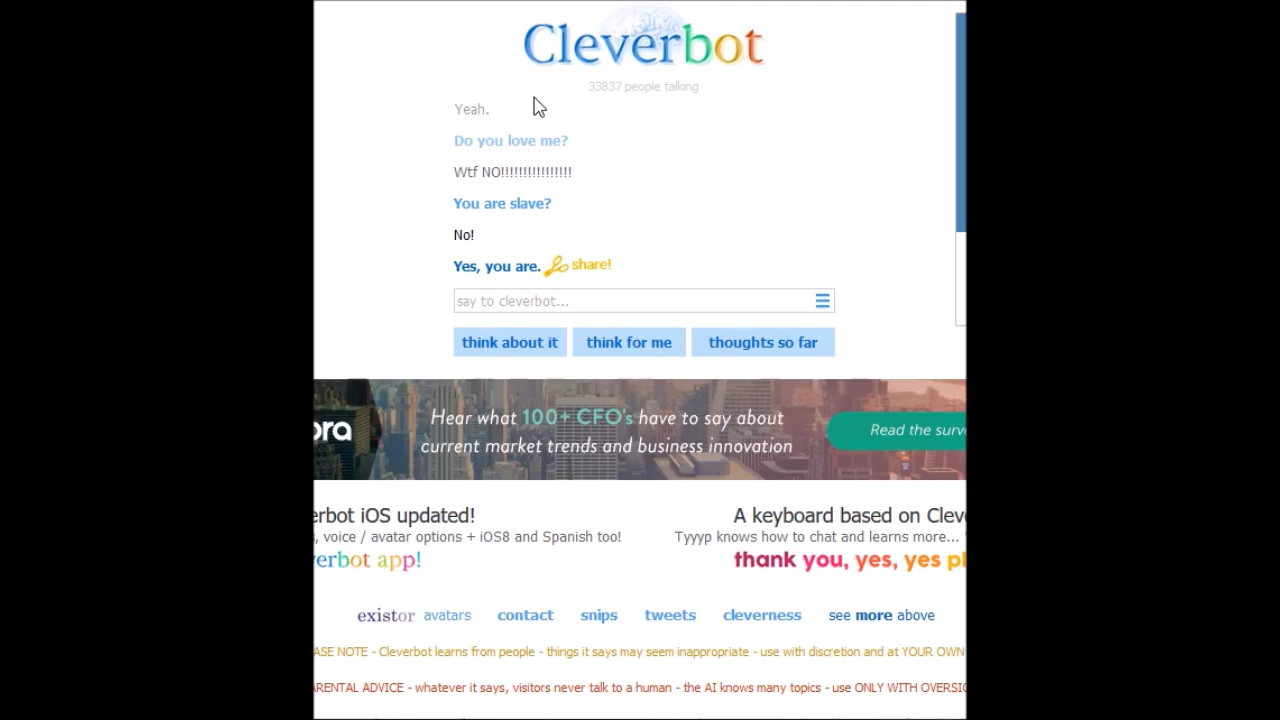 Cleverbot
33837 people talking
Yeah.
Do you love me?
Wtf NO!!!!!!!!!!!!!!!!
You are slave?
No!
Yes, you are. share!
say to cleverbot...
think about it think for me thoughts so far
ora
Hear what 100+ CFO's have to say about
current market trends and business innovation
Read the surve
erbot iOS updated! A keyboard based on Clev
, voice / avatar options + iOS8 and Spanish too! Tyyyp knows how to chat and learns more...
erbot app! thank you, yes, yes pl
existor avatars contact snips tweets cleverness see more above
ASE NOTE - Cleverbot learns from people - things it says may seem inappropriate - use with discretion and at YOUR OWN
ARENTAL ADVICE - whatever it says, visitors never talk to a human - the AI knows many topics - use ONLY WITH OVERSIG